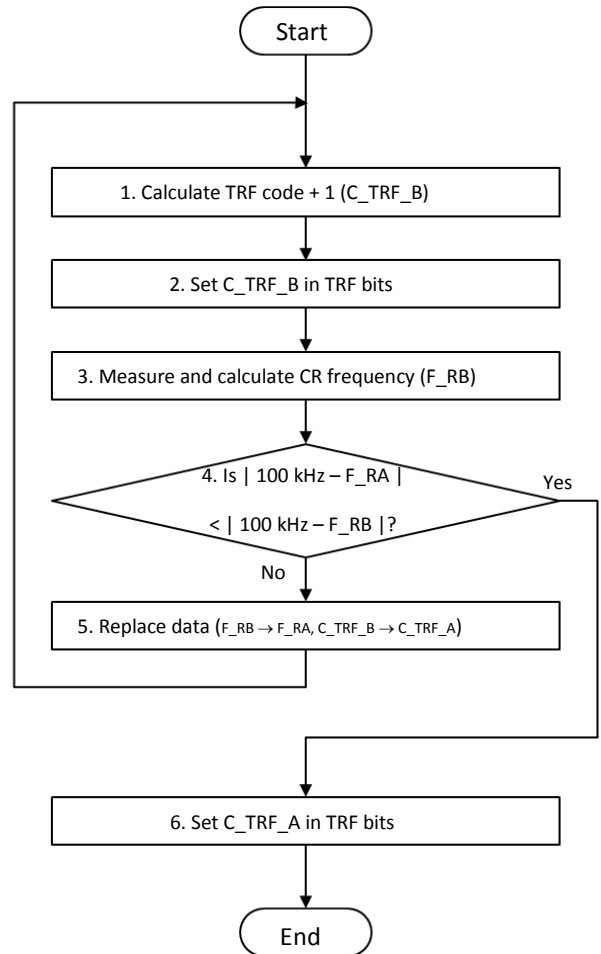 Start
1. Calculate TRF code + 1 (C_TRF_B)
2. Set C_TRF_B in TRF bits
3. Measure and calculate CR frequency (F_RB)
4. Is | 100 kHz – F_RA |
< | 100 kHz – F_RB |?
Yes
No
5. Replace data (F_RB → F_RA, C_TRF_B → C_TRF_A)
6. Set C_TRF_A in TRF bits
End